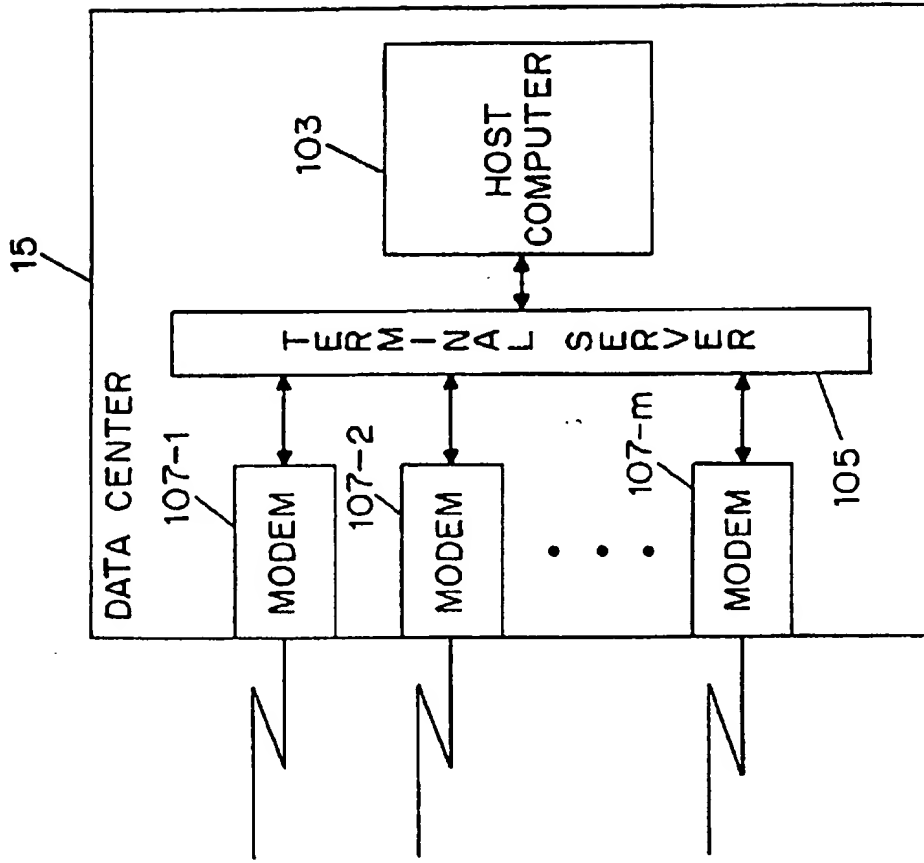 15
DATA CENTER
103
HOST
COMPUTER
TERMINAL SERVER
105
107-1
MODEM
107-2
MODEM
107-m
MODEM